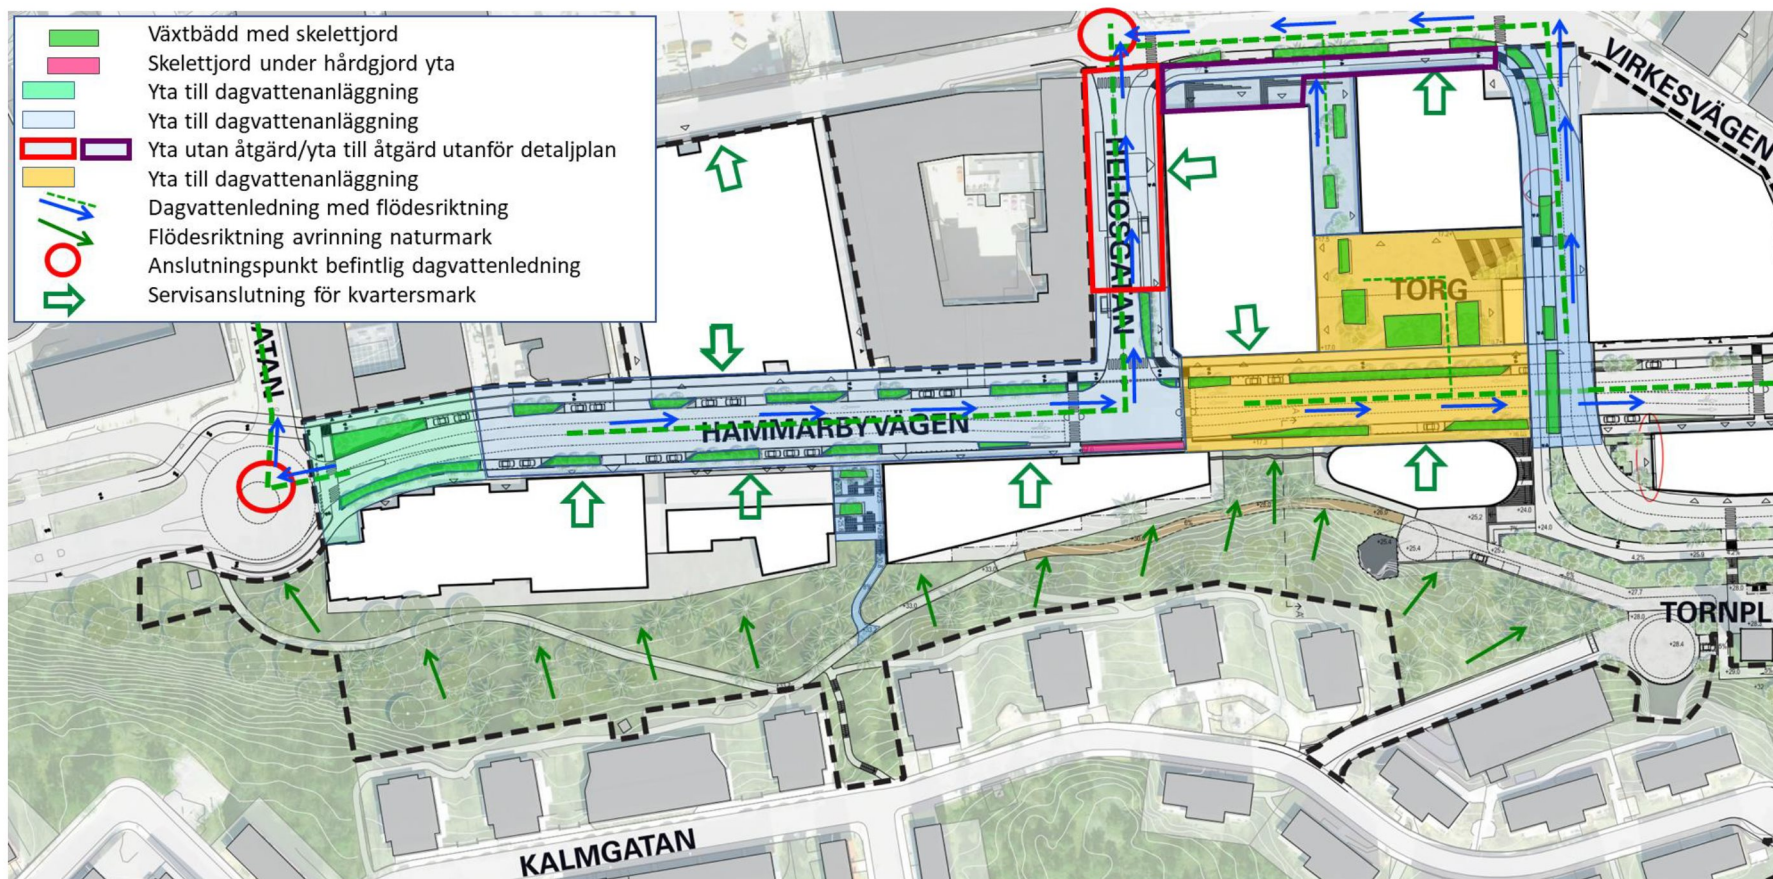 Växtbädd med skelettjord
Skelettjord under hårdgjord yta
Yta till dagvattenanläggning
Yta till dagvattenanläggning
Yta utan åtgärd/yta till åtgärd utanför detaljplan
Yta till dagvattenanläggning
Dagvattenledning med flödesriktning
Flödesriktning avrinning naturmark
Anslutningspunkt befintlig dagvattenledning
Servisanslutning för kvartersmark
VIRKESVÄGEN
HELIOSGATAN
TORG
ATAN
HAMMARBYVÄGEN
TORNPL
KALMGATAN